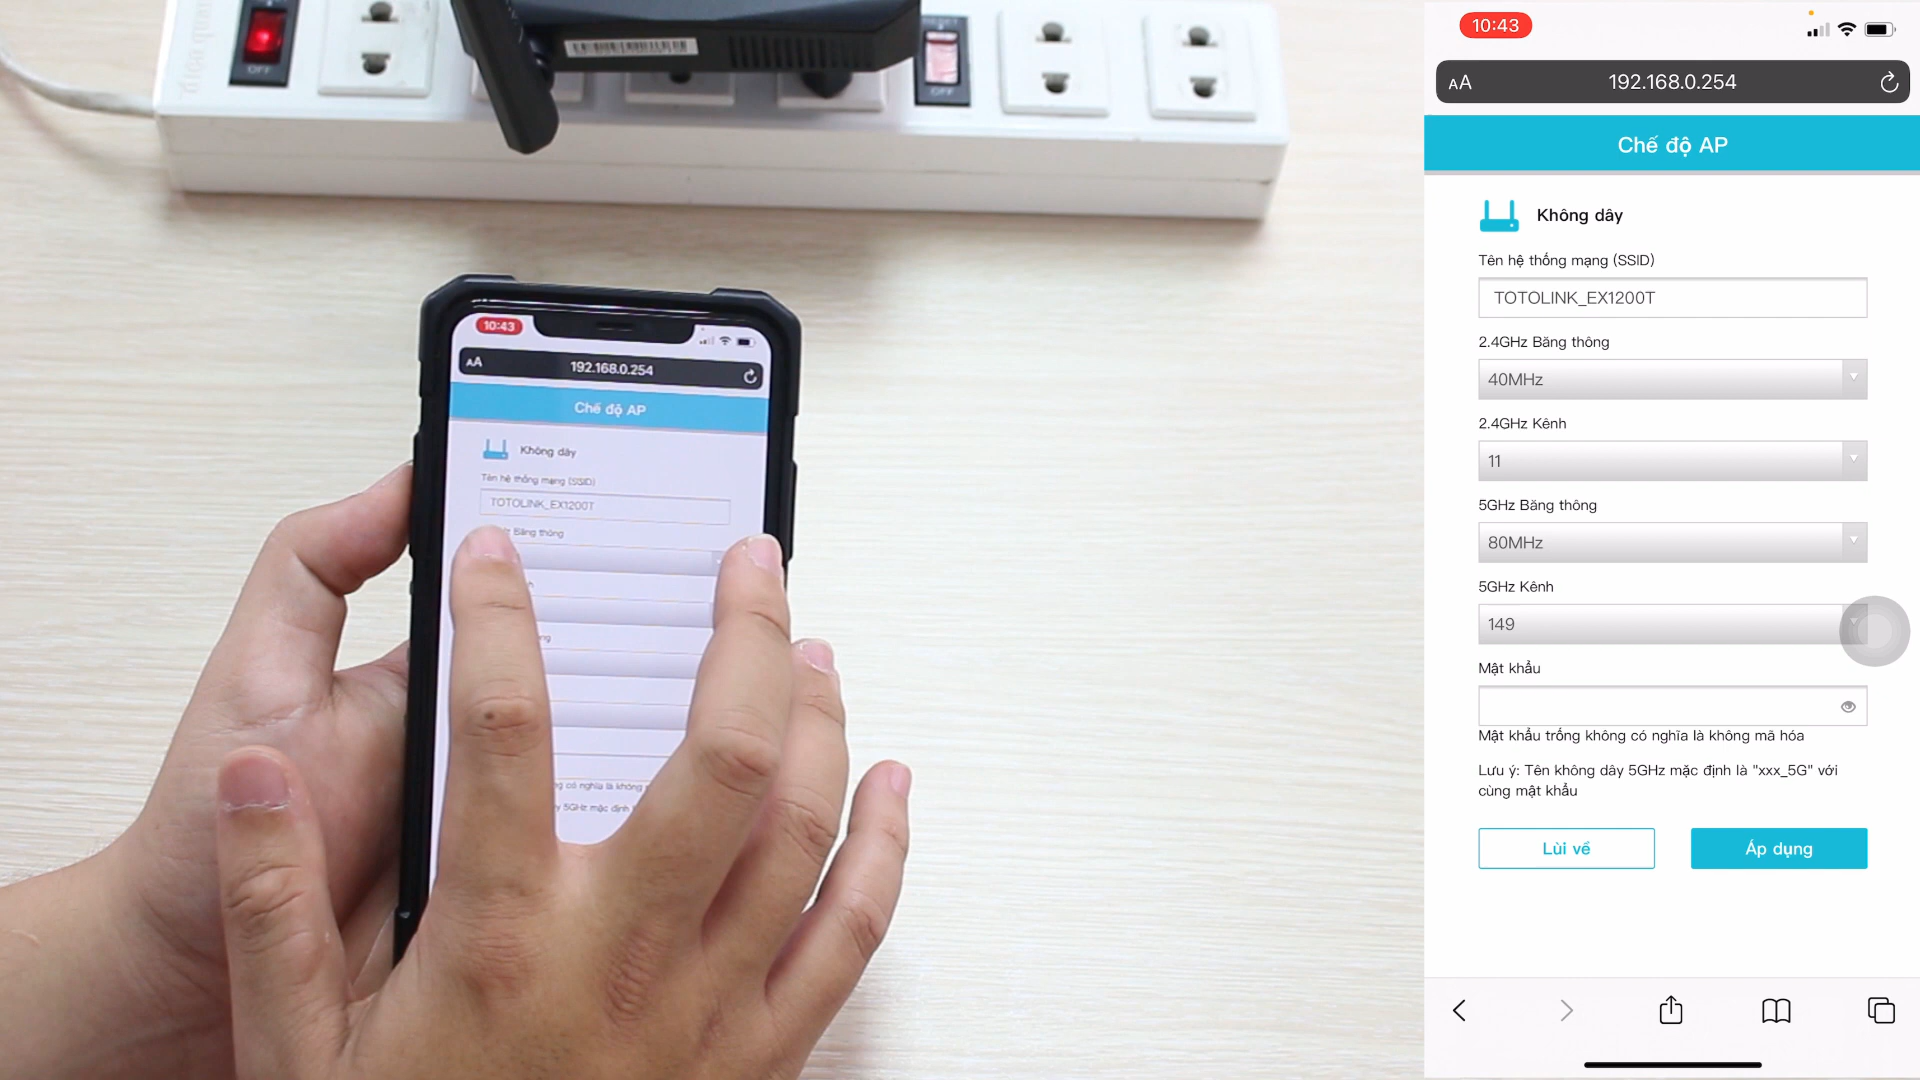 OFF
RESET
OFF
10:43
AA
192.168.0.254
Chế độ AP
Không dây
Tên hệ thống mạng (SSID)
TOTOLINK_EX1200T
Băng thông
10:43
AA
192.168.0.254
Chế độ AP
Không dây
Tên hệ thống mạng (SSID)
TOTOLINK_EX1200T
2.4GHz Băng thông
40MHz
2.4GHz Kênh
11
5GHz Băng thông
80MHz
5GHz Kênh
149
Mật khẩu
Mật khẩu trống không có nghĩa là không mã hóa
Lưu ý: Tên không dây 5GHz mặc định là "xxx_5G" với
cùng mật khẩu
Lùi về
Áp dụng